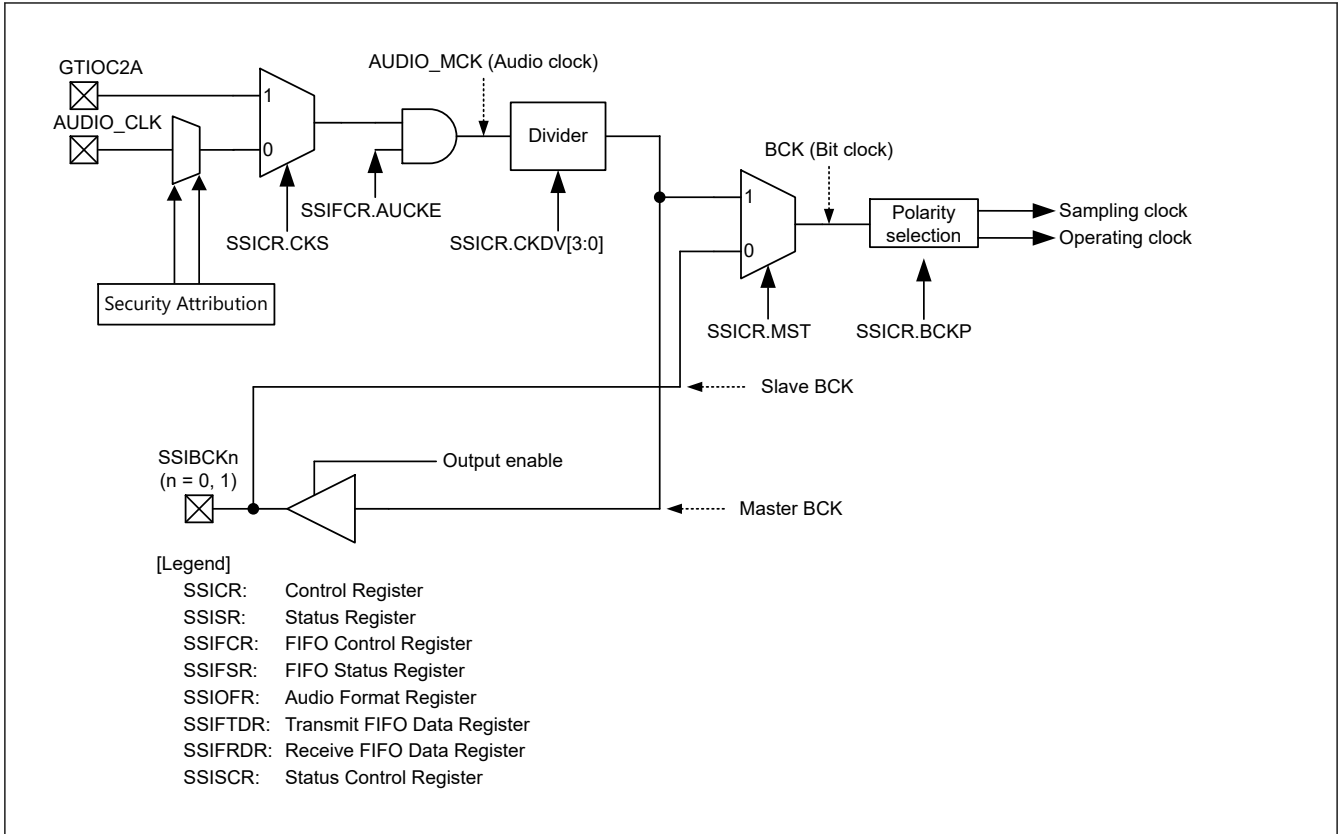 GTIOC2A
AUDIO_MCK (Audio clock)
1
AUDIO_CLK
0
Divider
BCK (Bit clock)
SSIFCR.AUCKE
1
Polarity
selection
Sampling clock
Operating clock
SSICR.CKS
SSICR.CKDV[3:0]
0
Security Attribution
SSICR.MST
SSICR.BCKP
Slave BCK
SSIBCKn
(n = 0, 1)
Output enable
Master BCK
[Legend]
SSICR: Control Register
SSISR: Status Register
SSIFCR: FIFO Control Register
SSIFSR: FIFO Status Register
SSIOFR: Audio Format Register
SSIFTDR: Transmit FIFO Data Register
SSIFRDR: Receive FIFO Data Register
SSISCR: Status Control Register